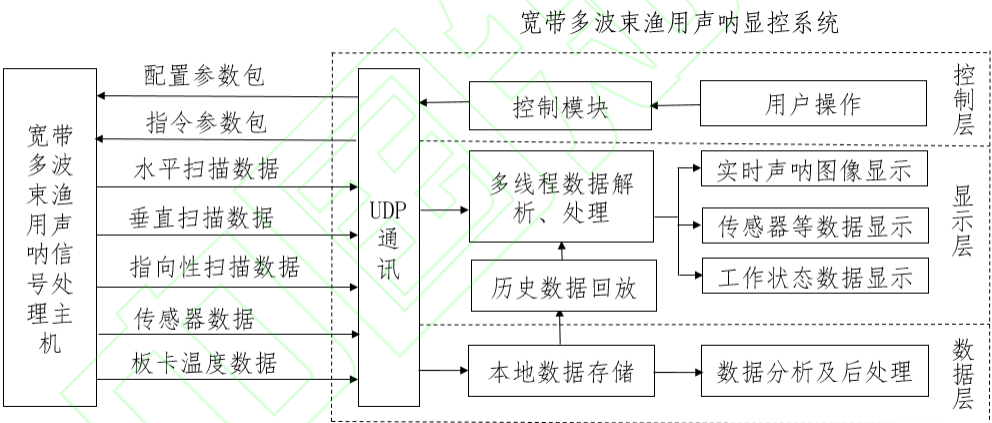 宽带多波束渔用声呐显控系统
宽带
多波
束渔
用声
呐信
号处
理主
机
配置参数包
指令参数包
水平扫描数据
垂直扫描数据
指向性扫描数据
传感器数据
板卡温度数据
UDP
通
讯
控制模块
用户操作
控
制
层
多线程数据解
析、处理
历史数据回放
实时声呐图像显示
传感器等数据显示
工作状态数据显示
显
示
层
本地数据存储
数据分析及后处理
数
据
层